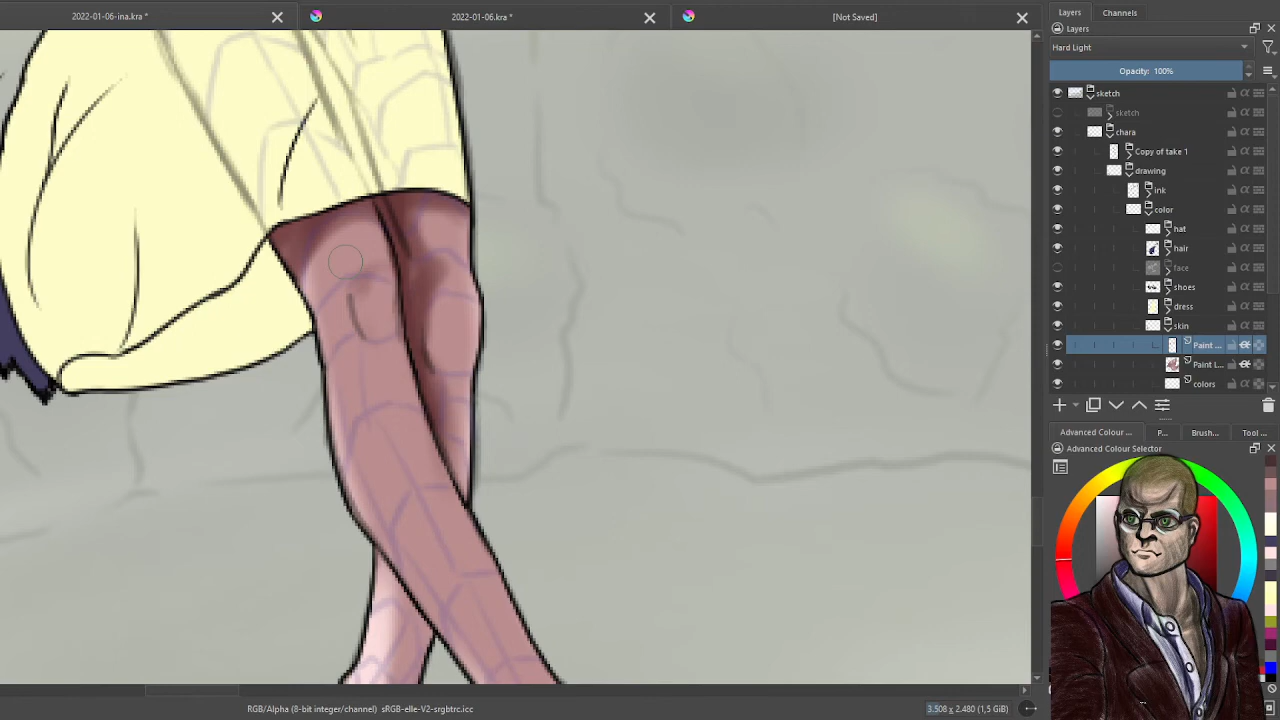 2022-01-06-ina.kra *
2022-01-06.kra *
[Not Saved]
Layers
Channels
Layers
Hard Light
Opacity: 100%
sketch
sketch
chara
Copy of take 1
drawing
ink
color
hat
hair
face
shoes
dress
skin
Paint ...
Paint L...
colors
Advanced Colour ...
P...
Brush...
Tool ...
Advanced Colour Selector
RGB/Alpha (8-bit integer/channel) sRGB-elle-V2-srgbtrc.icc
3.508 x 2.480 (1,5 GiB)